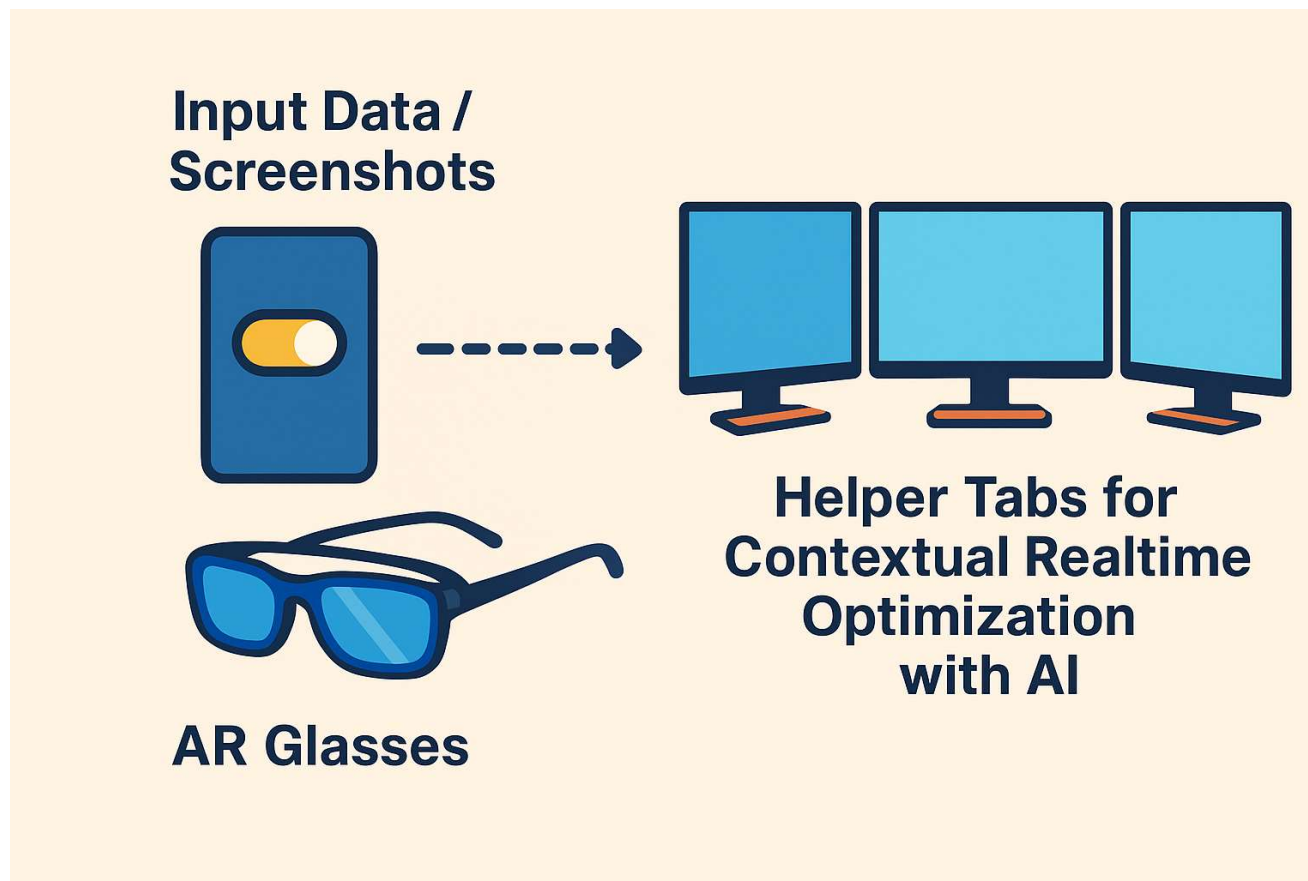 Input Data /
Screenshots
AR Glasses
Helper Tabs for
Contextual Realtime
Optimization
with AI